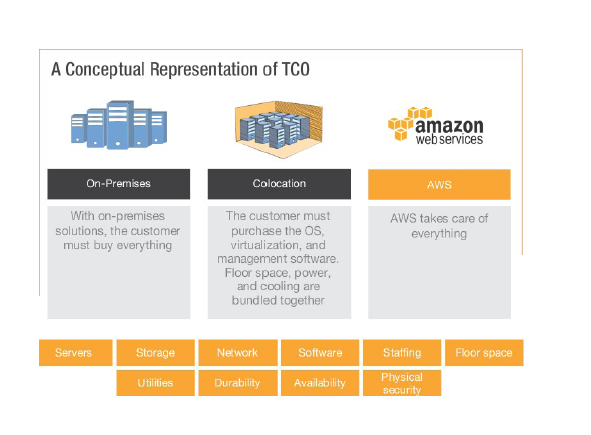 A Conceptual Representation of TCO
amazon
webservices
On-Premises
Colocation
AWS
With on-premises
solutions, the customer
must buy everything
The customer must
purchase the OS,
virtualization, and
management software.
Floor space, power,
and cooling are
bundled together
AWS takes care of
everything
Servers
Storage
Network
Software
Staffing
Floor space
Utilities
Durability
Availability
Physical
security